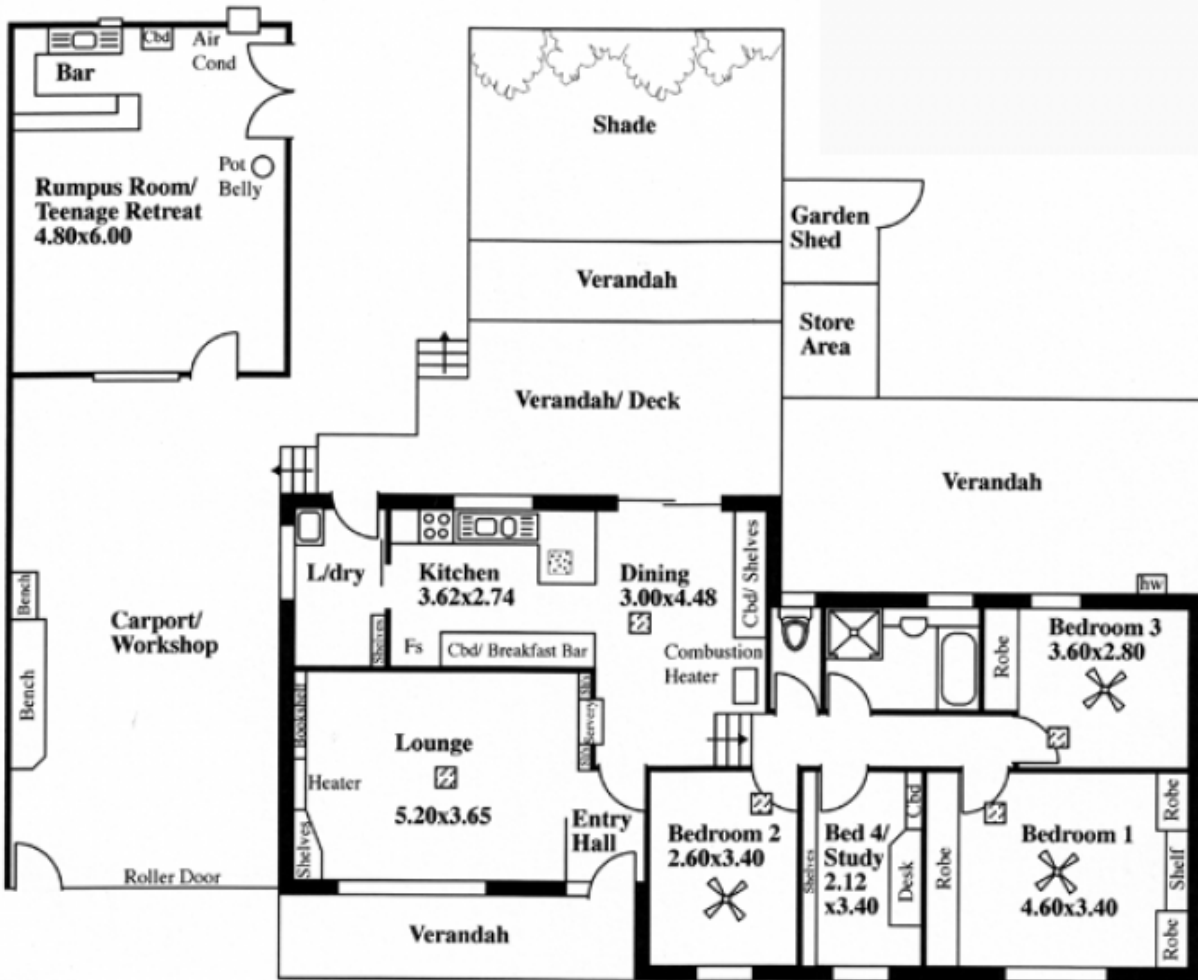 Bar
Cbd
Air
Cond
Pot
Belly
Rumpus Room/
Teenage Retreat
4.80x6.00
Shade
Verandah
Garden
Shed
Store
Area
Verandah/ Deck
Verandah
hw
Bench
Bench
Carport/
Workshop
Roller Door
L/dry
Shelves
Kitchen
3.62x2.74
Fs
Cbd/ Breakfast Bar
Dining
3.00x4.48
Cbd/ Shelves
Combustion
Heater
Robe
Bedroom 3
3.60x2.80
Bookshelf
Heater
Shelves
Lounge
5.20x3.65
Servery
Entry
Hall
Bedroom 2
2.60x3.40
Shelves
Bed 4/
Study
2.12
x3.40
Cbd
Desk
Robe
Bedroom 1
4.60x3.40
Robe
Shelf
Robe
Verandah